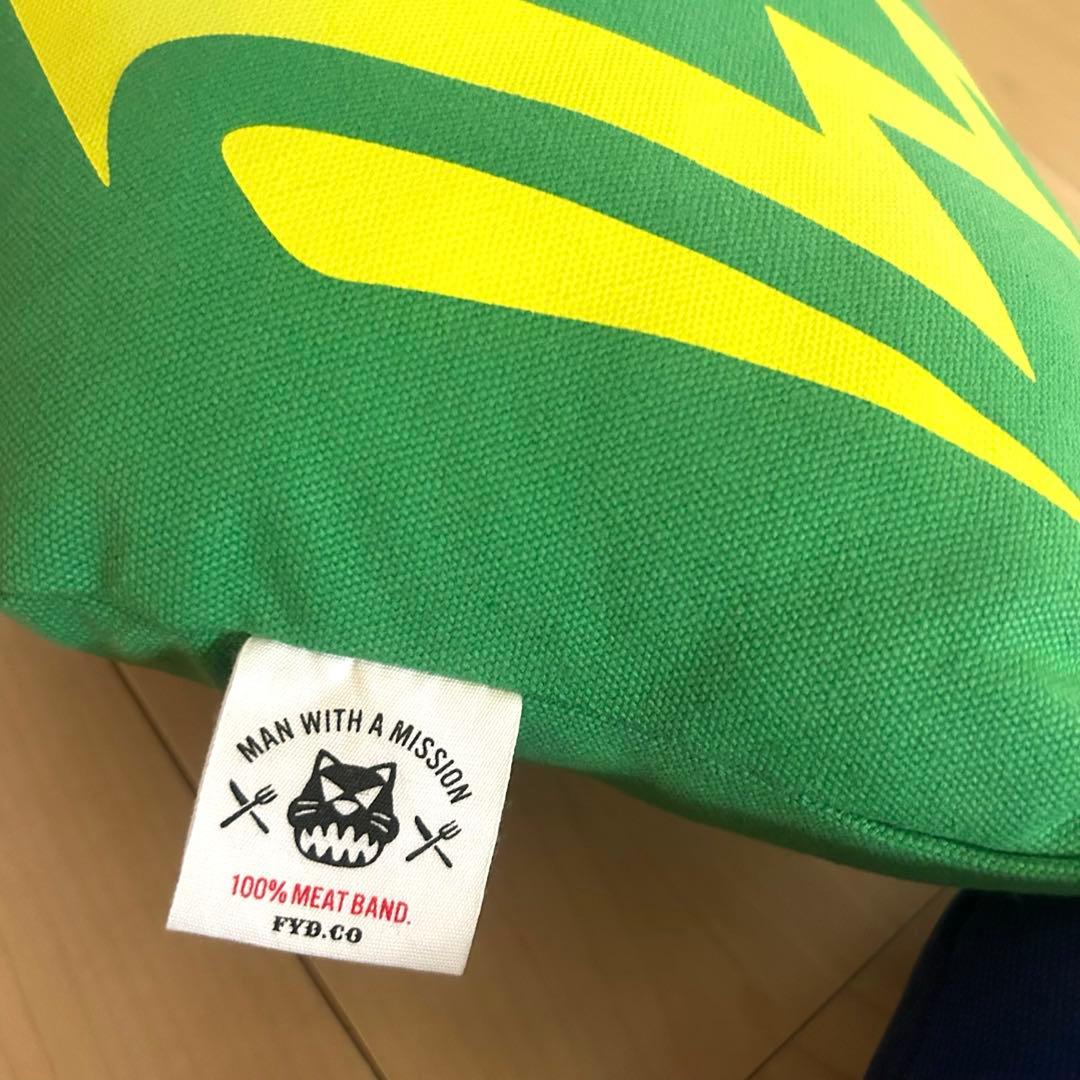 MAN WITH A MISSION
100% MEAT BAND.
FYD.CO